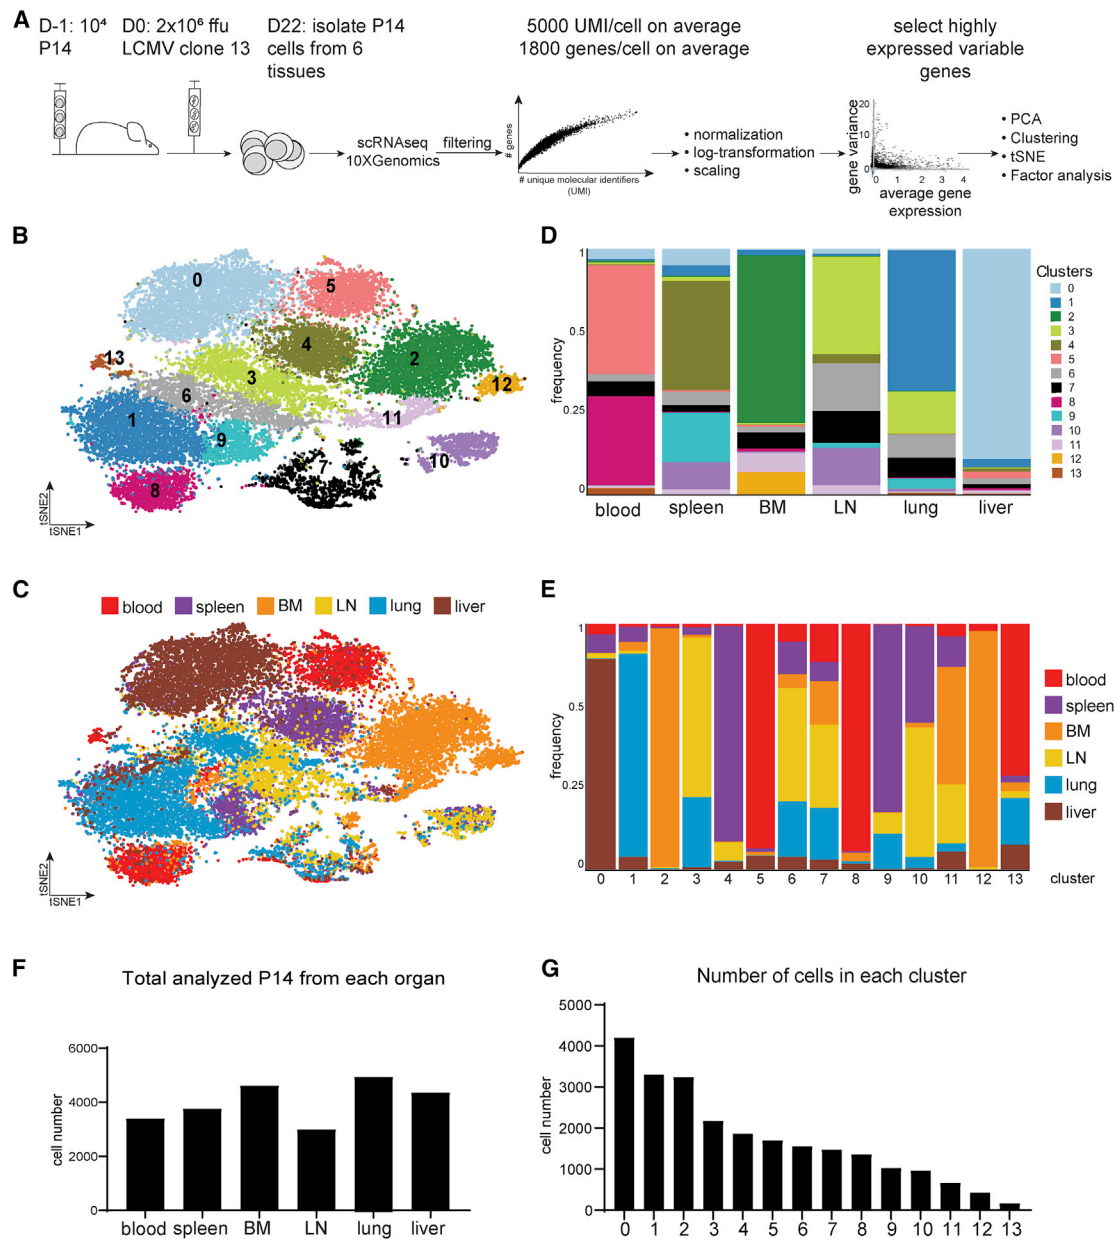 A
D-1: 10⁴
P14
D0: 2x10⁶ ffu
LCMV clone 13
D22: isolate P14
cells from 6
tissues
5000 UMI/cell on average
1800 genes/cell on average
select highly
expressed variable
genes
scRNAseq
10XGenomics
filtering
# genes
# unique molecular identifiers
(UMI)
• normalization
• log-transformation
• scaling
gene variance
20
10
0
0 1 2 3 4
average gene
expression
• PCA
• Clustering
• tSNE
• Factor analysis
B
0
5
4
2
13
3
12
6
11
1
9
7
10
8
tSNE2
tSNE1
D
frequency
1
0.5
0.25
0
blood spleen BM LN lung liver
Clusters
0
1
2
3
4
5
6
7
8
9
10
11
12
13
C
blood spleen BM LN lung liver
tSNE2
tSNE1
E
frequency
1
0.5
0.25
0
0 1 2 3 4 5 6 7 8 9 10 11 12 13 cluster
blood
spleen
BM
LN
lung
liver
F
Total analyzed P14 from each organ
cell number
6000
4000
2000
0
blood spleen BM LN lung liver
G
Number of cells in each cluster
cell number
5000
4000
3000
2000
1000
0
0 1 2 3 4 5 6 7 8 9 10 11 12 13